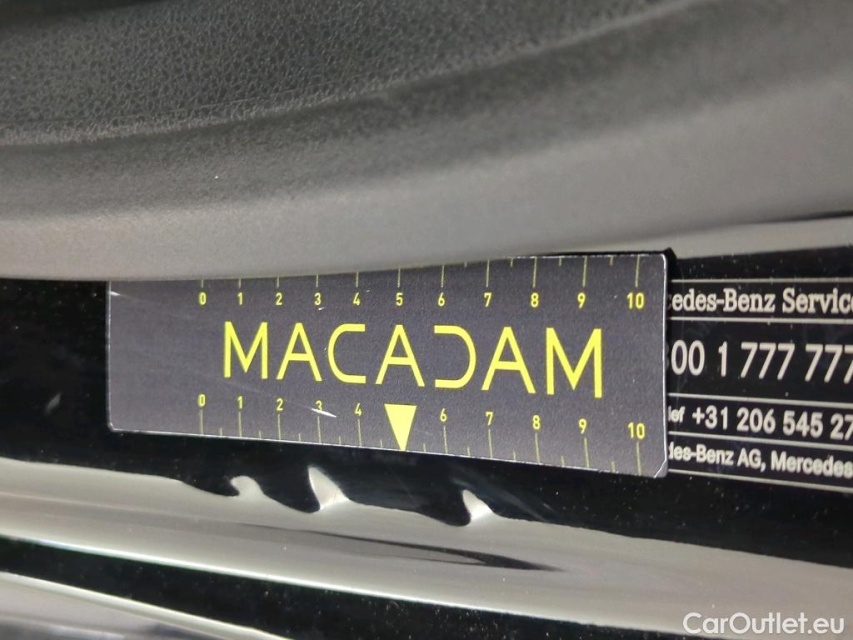 0 1 2 3 4 5 6 7 8 9 10
MACADAM
0 1 2 3 4 6 7 8 9 10
edes-Benz Service
00 1 777 777
+31 206 545 27
des-Benz AG, Mercedes
CarOutlet.eu